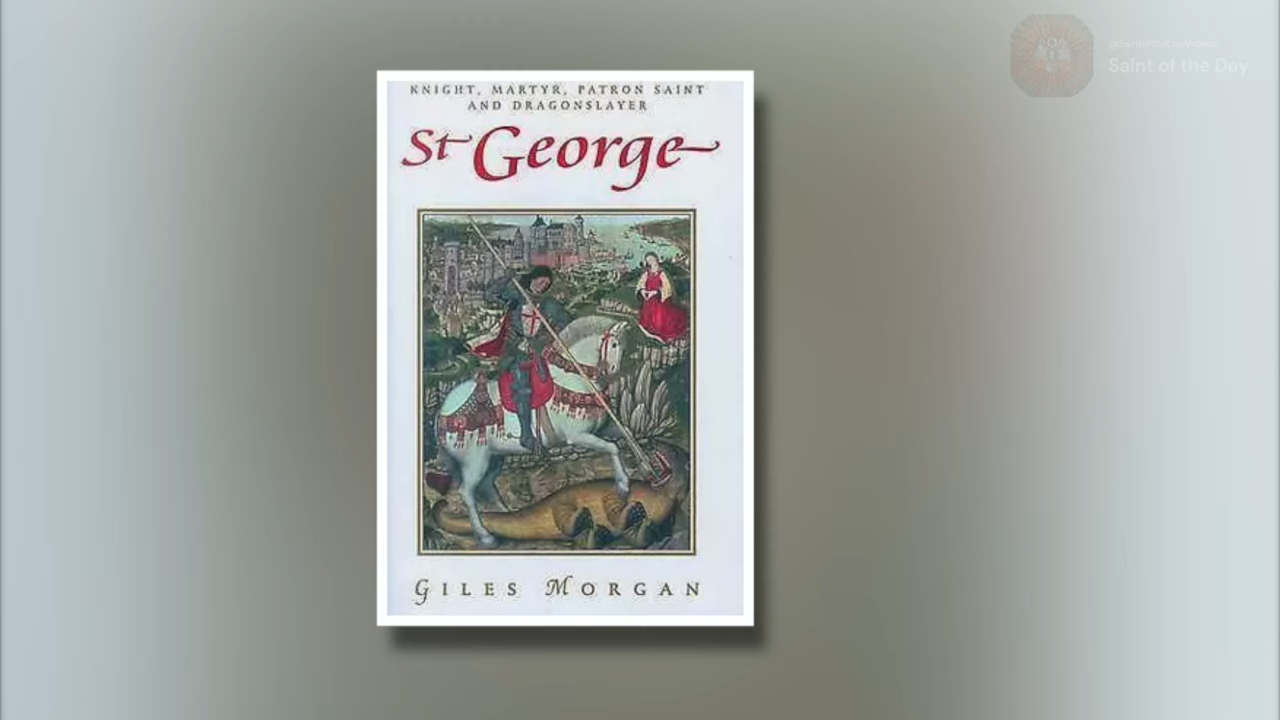 KNIGHT, MARTYR, PATRON SAINT
AND DRAGONSLAYER
St George
GILES MORGAN
Saint of the Day